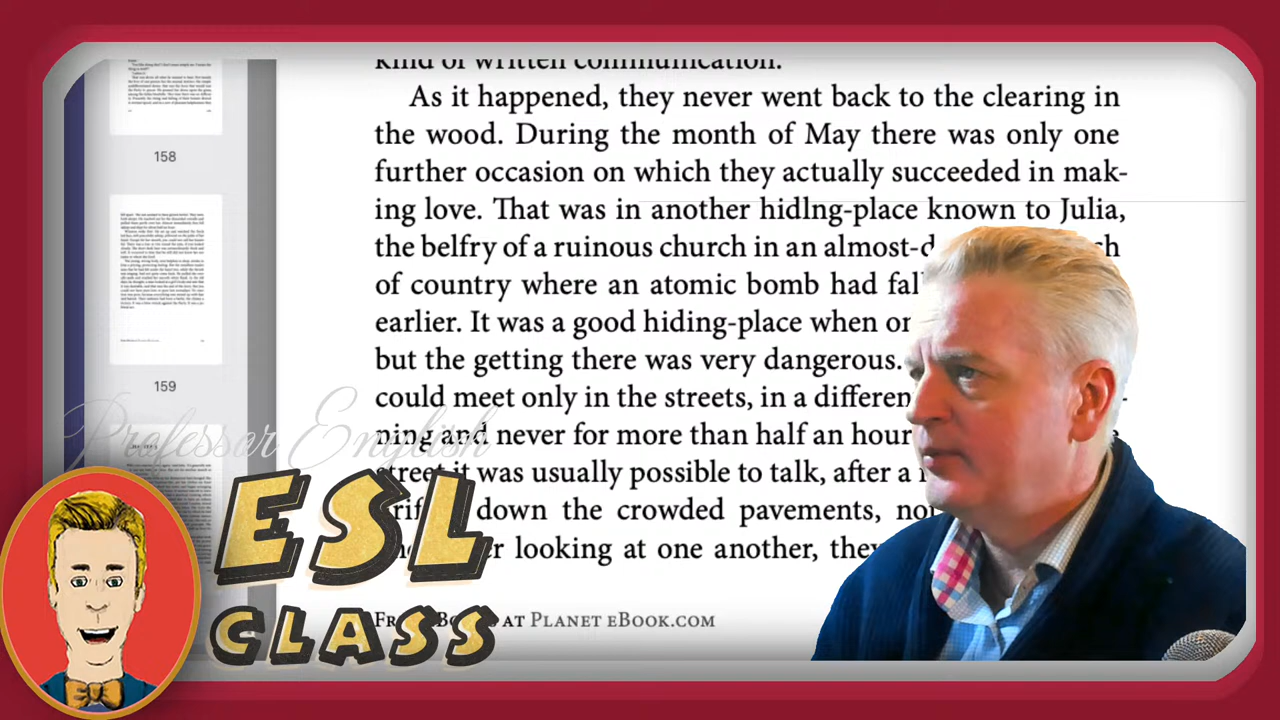 kind of written communication.
As it happened, they never went back to the clearing in
the wood. During the month of May there was only one
further occasion on which they actually succeeded in mak-
ing love. That was in another hidlng-place known to Julia,
the belfry of a ruinous church in an almost-d ch
of country where an atomic bomb had fal
earlier. It was a good hiding-place when
but the getting there was very dangerous.
could meet only in the streets, in a differen -
ning and never for more than half an hour
street it was usually possible to talk, after a
down the crowded pavements, no
looking at one another, they
AT PLANET EBOOK.COM
158
159
Professor English
ESL
CLASS